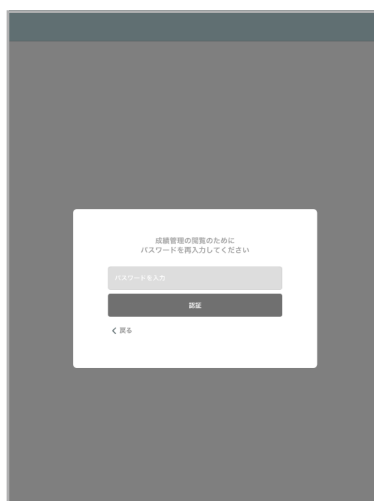 成績管理の閲覧のために
パスワードを再入力してください
パスワードを入力
認証
戻る